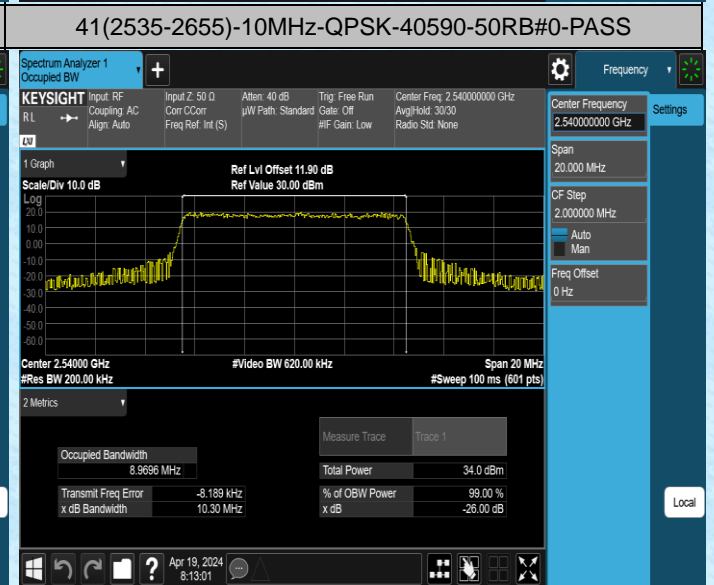 41(2535-2655)-10MHz-QPSK-40590-50RB#0-PASS
Spectrum Analyzer 1
Occupied BW
+
Frequency
KEYSIGHT
RL
LXI
Input: RF
Coupling: AC
Align: Auto
Input Z: 50 Ω
Corr CCorr
Freq Ref: Int (S)
Atten: 40 dB
µW Path: Standard
Trig: Free Run
Gate: Off
#IF Gain: Low
Center Freq: 2.540000000 GHz
Avg|Hold: 30/30
Radio Std: None
Center Frequency
2.540000000 GHz
Settings
Span
20.000 MHz
CF Step
2.000000 MHz
Auto
Man
Freq Offset
0 Hz
1 Graph
Scale/Div 10.0 dB
Ref Lvl Offset 11.90 dB
Ref Value 30.00 dBm
Log
20.0
10.0
0.00
-10.0
-20.0
-30.0
-40.0
-50.0
-60.0
Center 2.54000 GHz
#Video BW 620.00 kHz
Span 20 MHz
#Res BW 200.00 kHz
#Sweep 100 ms (601 pts)
2 Metrics
Measure Trace
Trace 1
Occupied Bandwidth
8.9696 MHz
Total Power
34.0 dBm
Transmit Freq Error
-8.189 kHz
% of OBW Power
99.00 %
x dB Bandwidth
10.30 MHz
x dB
-26.00 dB
Local
?
Apr 19, 2024
8:13:01